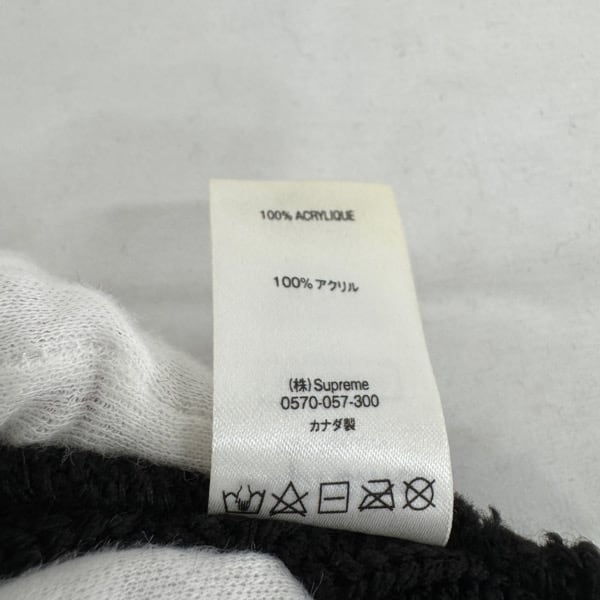 100% ACRYLIQUE
100% アクリル
(株) Supreme
0570-057-300
カナダ製